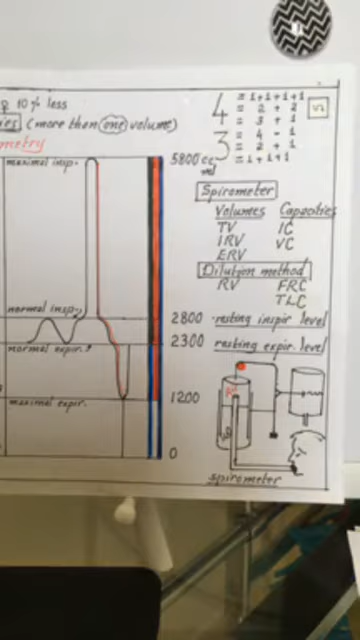 ♀ 10% less
ies (more than one volume)
metry
4 = 1+1+1+1
= 2 + 2
= 3 + 1
3 = 4 - 1
= 2 + 1
= 1+1+1
maximal insp.
5800 cc
ml
Spirometer
Volumes Capacities
TV IC
IRV VC
ERV
Dilution method
RV FRC
TLC
normal insp.
2800 resting inspir level
normal expir.
2300 resting expir. level
1200
maximal expir.
0
spirometer